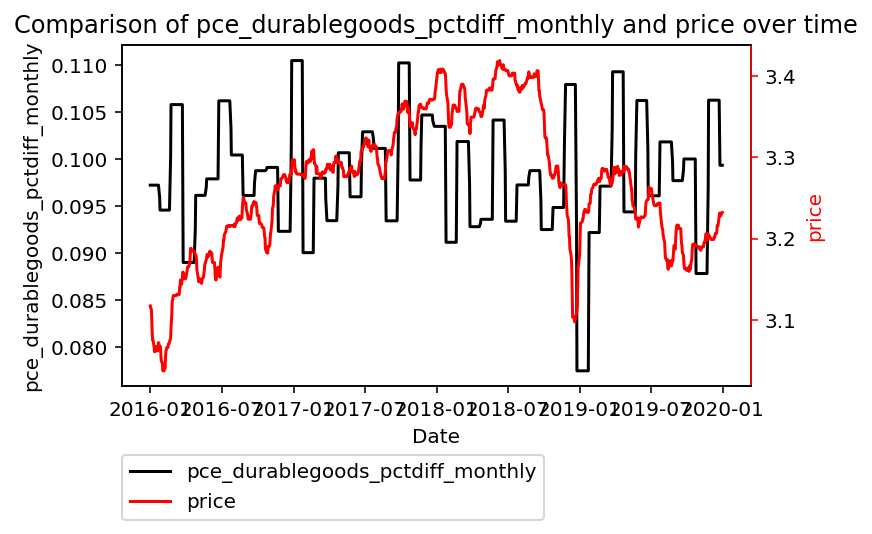 Comparison of pce_durablegoods_pctdiff_monthly and price over time
pce_durablegoods_pctdiff_monthly
0.110
0.105
0.100
0.095
0.090
0.085
0.080
3.4
3.3
3.2
3.1
price
2016-01 2016-07 2017-01 2017-07 2018-01 2018-07 2019-01 2019-07 2020-01
Date
pce_durablegoods_pctdiff_monthly
price